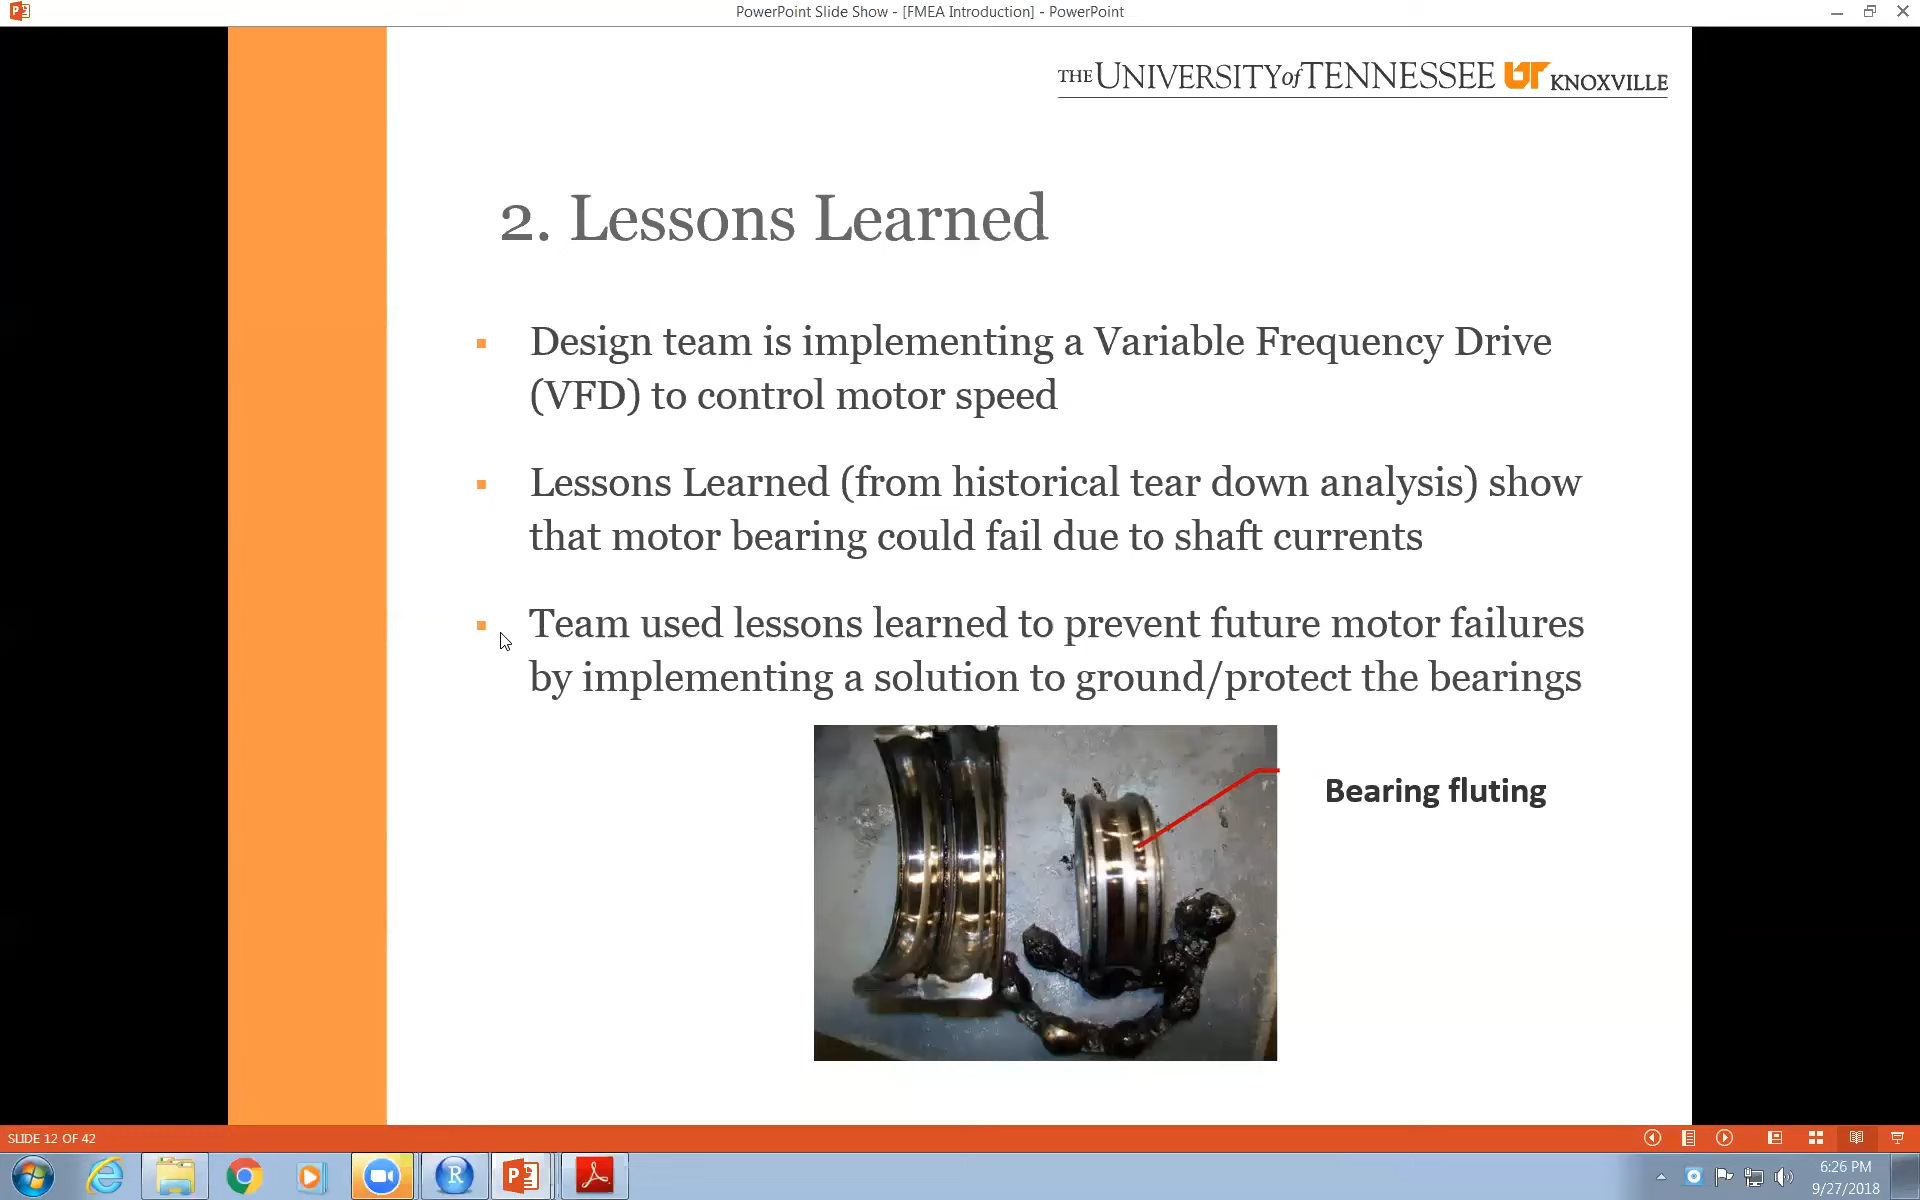 PowerPoint Slide Show - [FMEA Introduction] - PowerPoint
THE UNIVERSITY of TENNESSEE UT KNOXVILLE
2. Lessons Learned
Design team is implementing a Variable Frequency Drive
(VFD) to control motor speed
Lessons Learned (from historical tear down analysis) show
that motor bearing could fail due to shaft currents
Team used lessons learned to prevent future motor failures
by implementing a solution to ground/protect the bearings
Bearing fluting
SLIDE 12 OF 42
6:26 PM
9/27/2018